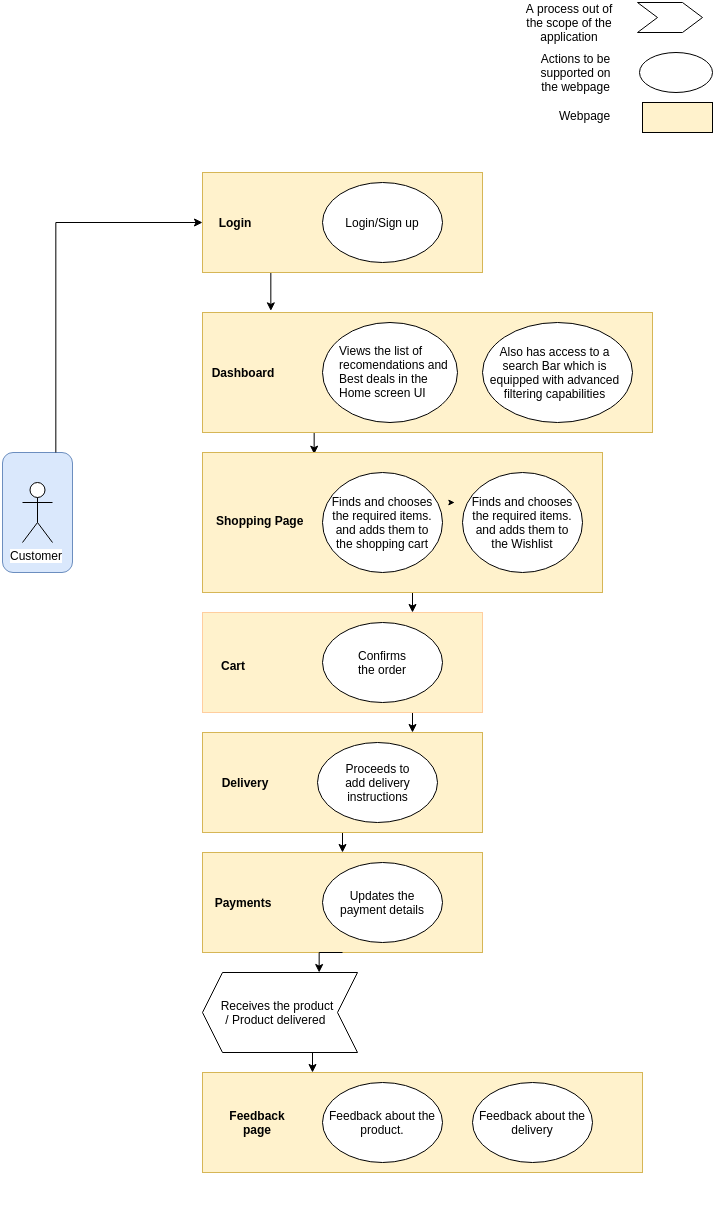 A process out of
the scope of the
application
Actions to be
supported on
the webpage
Webpage
Login
Login/Sign up
Dashboard
Views the list of
recomendations and
Best deals in the
Home screen UI
Also has access to a
search Bar which is
equipped with advanced
filtering capabilities
Customer
Shopping Page
Finds and chooses
the required items.
and adds them to
the shopping cart
Finds and chooses
the required items.
and adds them to
the Wishlist
Cart
Confirms
the order
Delivery
Proceeds to
add delivery
instructions
Payments
Updates the
payment details
Receives the product
/ Product delivered
Feedback
page
Feedback about the
product.
Feedback about the
delivery